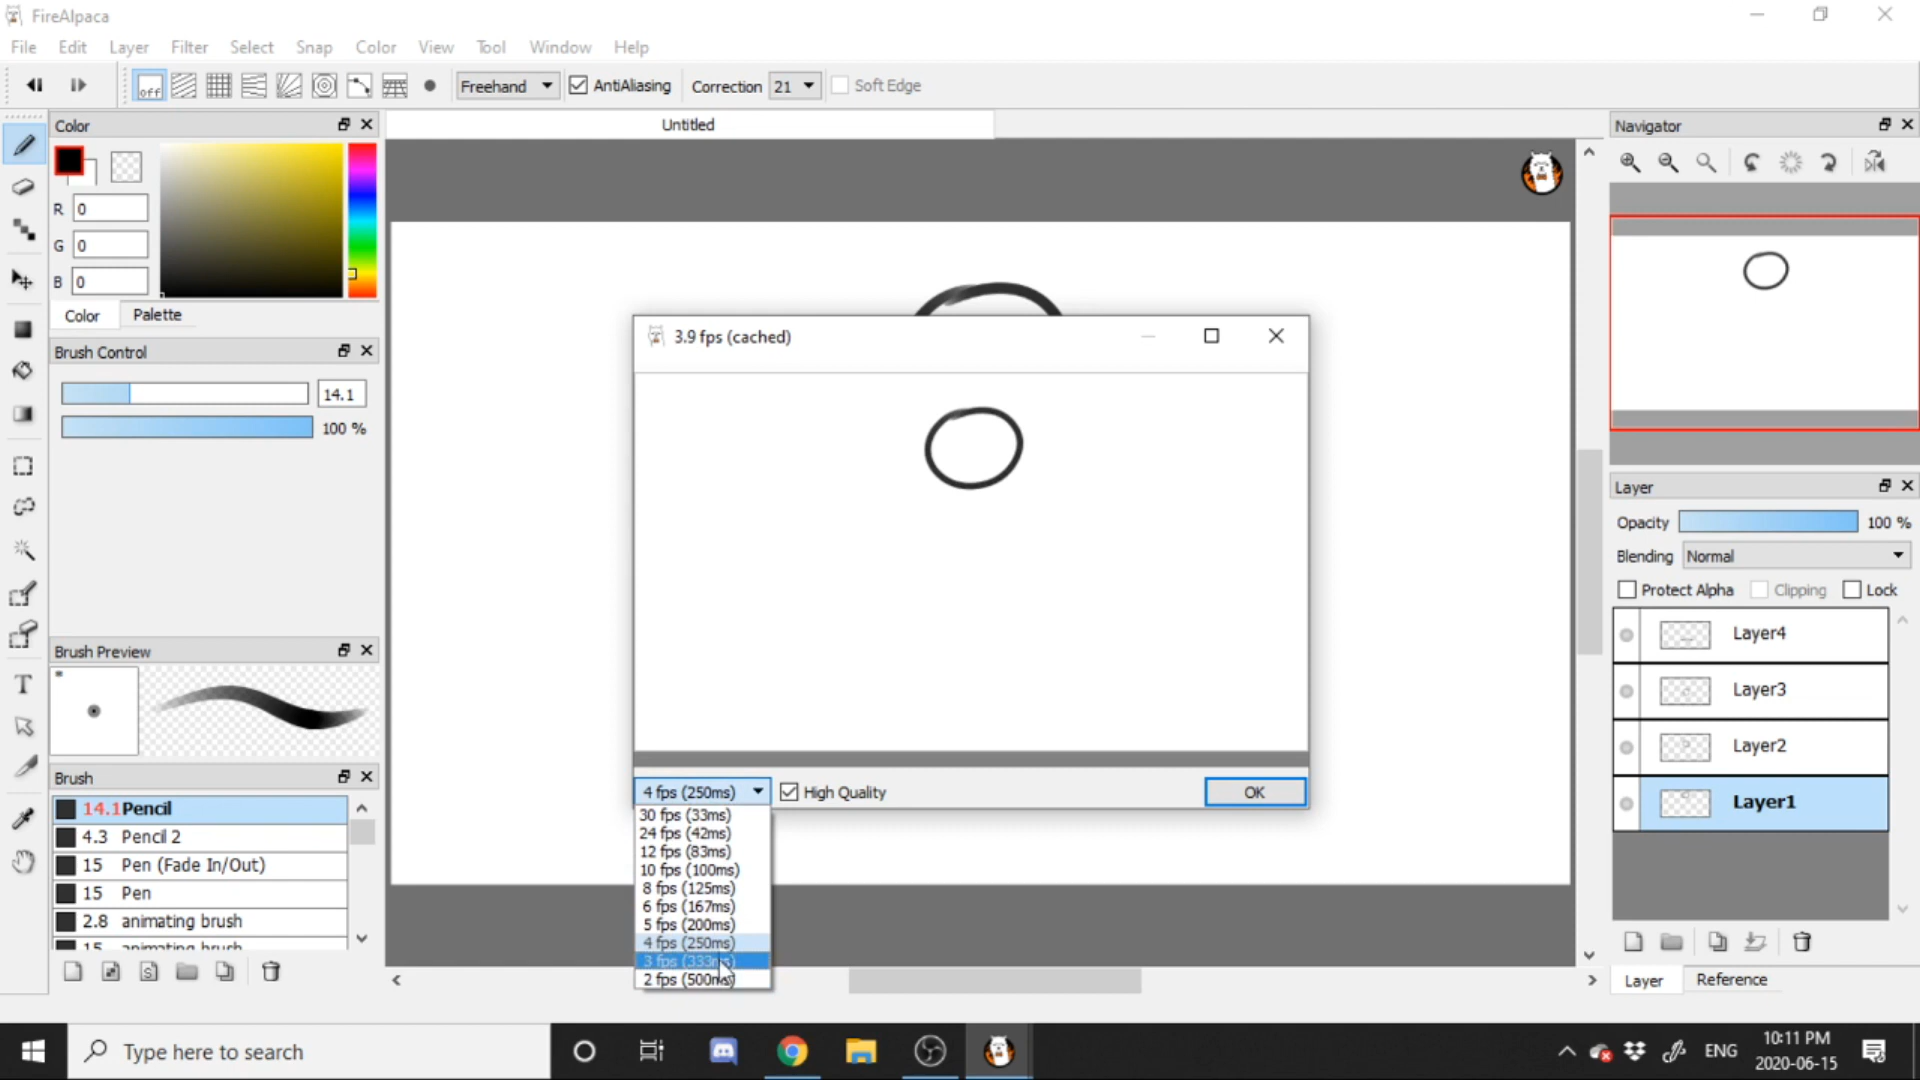 FireAlpaca
File Edit Layer Filter Select Snap Color View Tool Window Help
off Freehand AntiAliasing Correction 21 Soft Edge
Color
R 0
G 0
B 0
Color Palette
Brush Control
14.1
100 %
Brush Preview
Brush
14.1 Pencil
4.3 Pencil 2
15 Pen (Fade In/Out)
15 Pen
2.8 animating brush
15 animating brush
Untitled
3.9 fps (cached)
4 fps (250ms) High Quality OK
30 fps (33ms)
24 fps (42ms)
12 fps (83ms)
10 fps (100ms)
8 fps (125ms)
6 fps (167ms)
5 fps (200ms)
4 fps (250ms)
3 fps (333ms)
2 fps (500ms)
Navigator
Layer
Opacity 100 %
Blending Normal
Protect Alpha Clipping Lock
Layer4
Layer3
Layer2
Layer1
Layer Reference
T
S
Type here to search
ENG
10:11 PM
2020-06-15